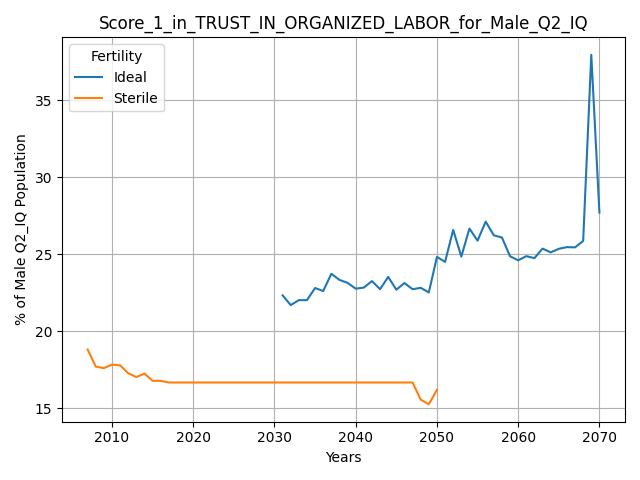 Score_1_in_TRUST_IN_ORGANIZED_LABOR_for_Male_Q2_IQ
Fertility
Ideal
Sterile
% of Male Q2_IQ Population
35
30
25
20
15
2010
2020
2030
2040
2050
2060
2070
Years